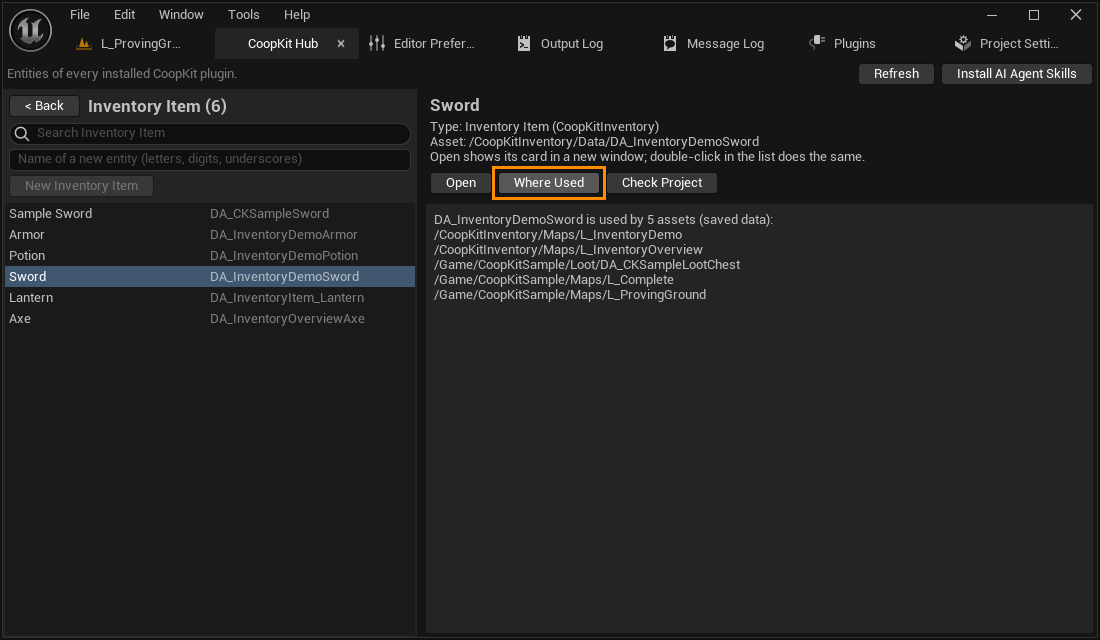 File Edit Window Tools Help
L_ProvingGr... CoopKit Hub × Editor Prefer... Output Log Message Log Plugins Project Setti...
Entities of every installed CoopKit plugin.
Refresh Install AI Agent Skills
< Back Inventory Item (6)
Search Inventory Item
Name of a new entity (letters, digits, underscores)
New Inventory Item
Sample Sword DA_CKSampleSword
Armor DA_InventoryDemoArmor
Potion DA_InventoryDemoPotion
Sword DA_InventoryDemoSword
Lantern DA_InventoryItem_Lantern
Axe DA_InventoryOverviewAxe
Sword
Type: Inventory Item (CoopKitInventory)
Asset: /CoopKitInventory/Data/DA_InventoryDemoSword
Open shows its card in a new window; double-click in the list does the same.
Open Where Used Check Project
DA_InventoryDemoSword is used by 5 assets (saved data):
/CoopKitInventory/Maps/L_InventoryDemo
/CoopKitInventory/Maps/L_InventoryOverview
/Game/CoopKitSample/Loot/DA_CKSampleLootChest
/Game/CoopKitSample/Maps/L_Complete
/Game/CoopKitSample/Maps/L_ProvingGround